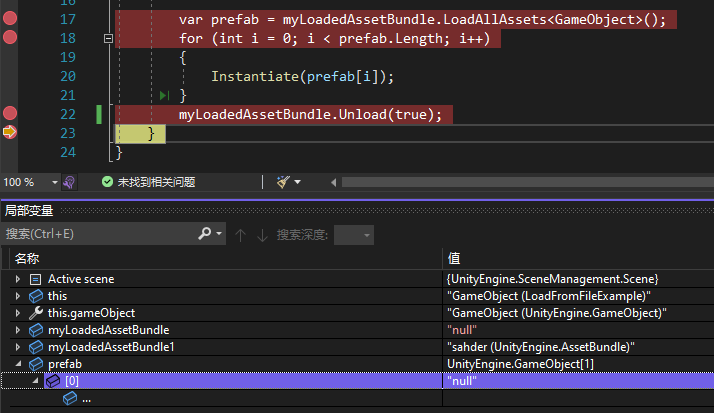 16
17 var prefab = myLoadedAssetBundle.LoadAllAssets<GameObject>();
18 for (int i = 0; i < prefab.Length; i++)
19 {
20 Instantiate(prefab[i]);
21 }
22 myLoadedAssetBundle.Unload(true);
23 }
24 }
100 % 未找到相关问题
局部变量
搜索(Ctrl+E) 搜索深度:
名称 值
Active scene {UnityEngine.SceneManagement.Scene}
this "GameObject (LoadFromFileExample)"
this.gameObject "GameObject (UnityEngine.GameObject)"
myLoadedAssetBundle "null"
myLoadedAssetBundle1 "sahder (UnityEngine.AssetBundle)"
prefab UnityEngine.GameObject[1]
[0] "null"
...